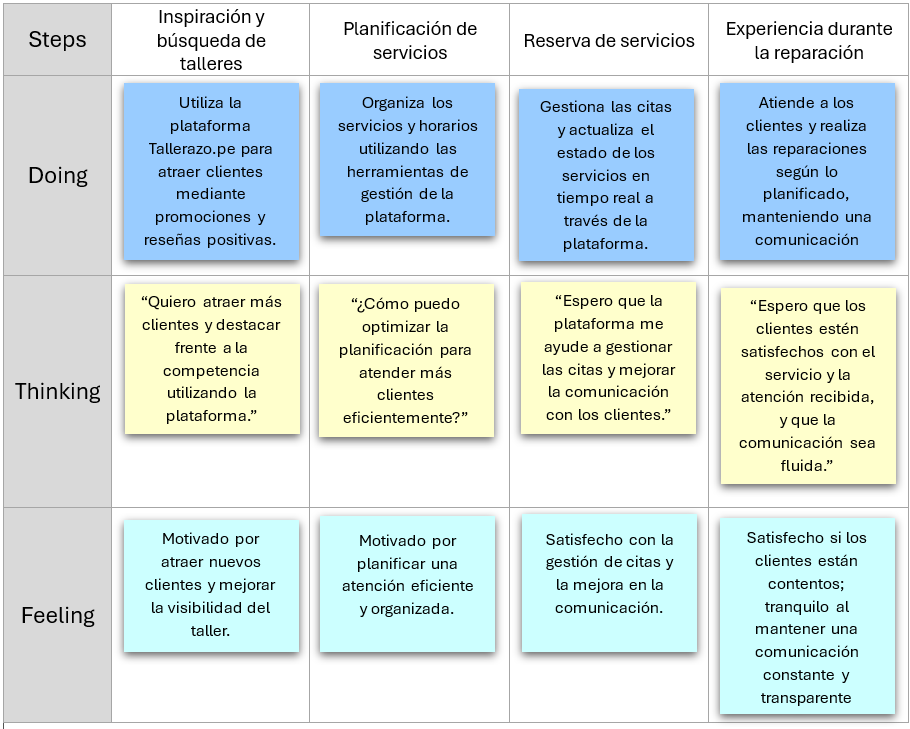 Steps
Inspiración y
búsqueda de
talleres
Planificación de
servicios
Reserva de servicios
Experiencia durante
la reparación
Doing
Utiliza la
plataforma
Tallerazo.pe para
atraer clientes
mediante
promociones y
reseñas positivas.
Organiza los
servicios y horarios
utilizando las
herramientas de
gestión de la
plataforma.
Gestiona las citas
y actualiza el
estado de los
servicios en
tiempo real a
través de la
plataforma.
Atiende a los
clientes y realiza
las reparaciones
según lo
planificado,
manteniendo una
comunicación
Thinking
“Quiero atraer más
clientes y destacar
frente a la
competencia
utilizando la
plataforma.”
“¿Cómo puedo
optimizar la
planificación para
atender más
clientes
eficientemente?”
“Espero que la
plataforma me
ayude a gestionar
las citas y mejorar
la comunicación
con los clientes.”
“Espero que los
clientes estén
satisfechos con el
servicio y la
atención recibida,
y que la
comunicación sea
fluida.”
Feeling
Motivado por
atraer nuevos
clientes y mejorar
la visibilidad del
taller.
Motivado por
planificar una
atención eficiente
y organizada.
Satisfecho con la
gestión de citas y
la mejora en la
comunicación.
Satisfecho si los
clientes están
contentos;
tranquilo al
mantener una
comunicación
constante y
transparente